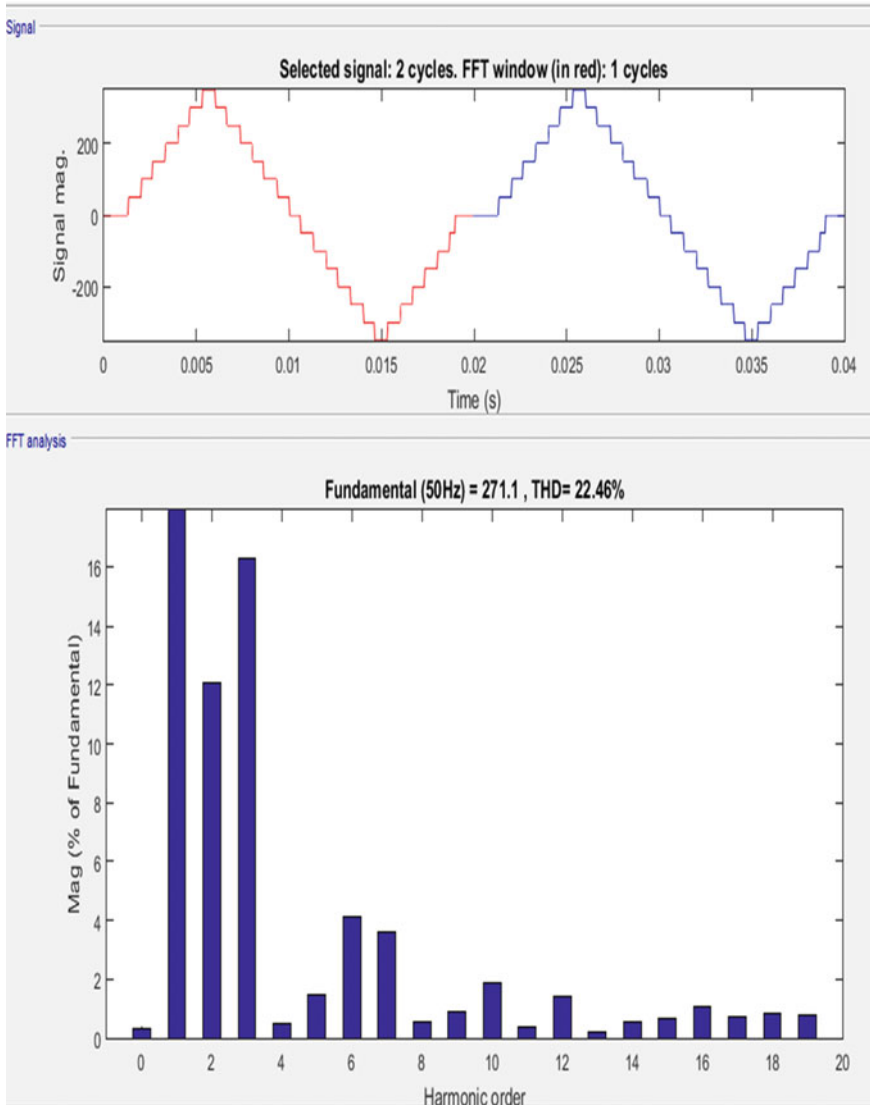 Signal
Selected signal: 2 cycles. FFT window (in red): 1 cycles
200
0
-200
Signal mag.
0 0.005 0.01 0.015 0.02 0.025 0.03 0.035 0.04
Time (s)
FFT analysis
Fundamental (50Hz) = 271.1 , THD= 22.46%
16
14
12
10
8
6
4
2
0
Mag (% of Fundamental)
0 2 4 6 8 10 12 14 16 18 20
Harmonic order